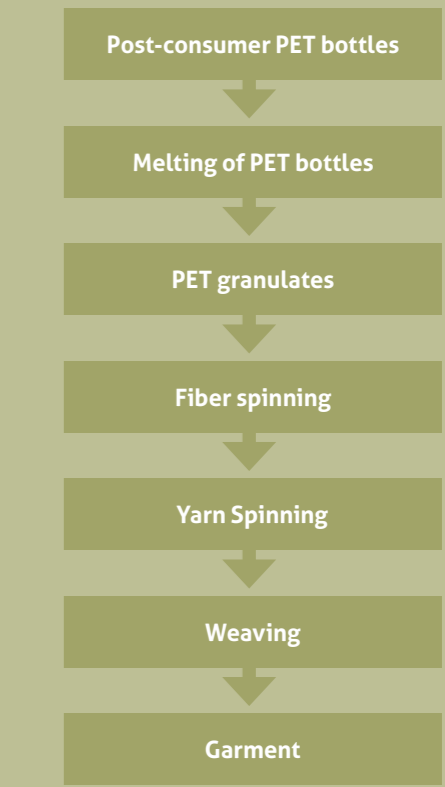 Post-consumer PET bottles
Melting of PET bottles
PET granulates
Fiber spinning
Yarn Spinning
Weaving
Garment